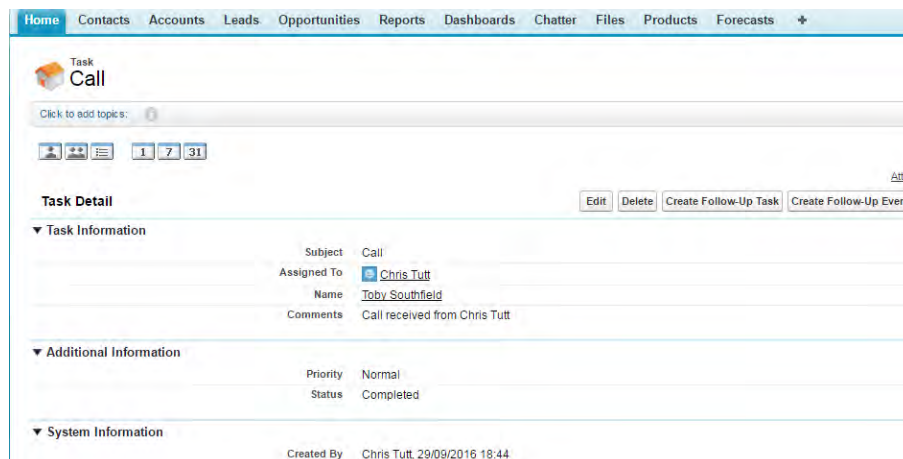 Home Contacts Accounts Leads Opportunities Reports Dashboards Chatter Files Products Forecasts +
Task
Call
Click to add topics:
1 7 31
Task Detail Edit Delete Create Follow-Up Task Create Follow-Up
Task Information
Subject Call
Assigned To Chris Tutt
Name Toby Southfield
Comments Call received from Chris Tutt
Additional Information
Priority Normal
Status Completed
System Information
Created By Chris Tutt, 29/09/2016 18:44